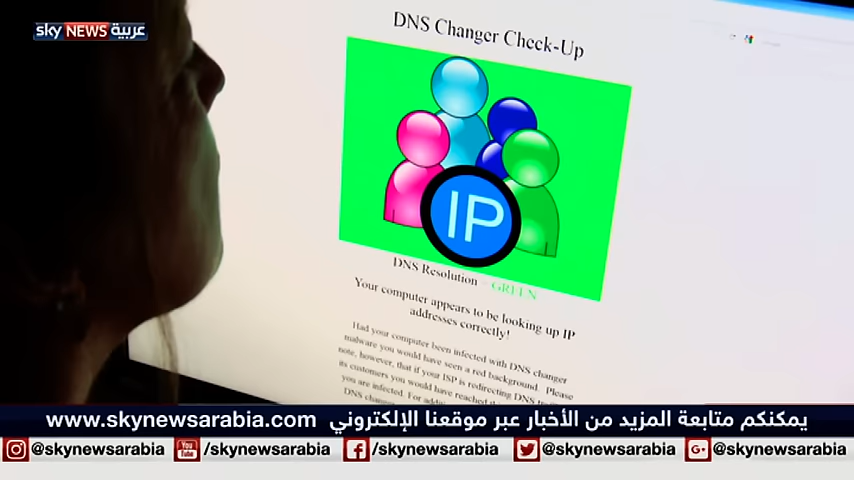 sky NEWS عربية
DNS Changer Check-Up
IP
DNS Resolution = GREEN
Your computer appears to be looking up IP
addresses correctly!
Had your computer been infected with DNS changer
malware you would have seen a red background. Please
note, however, that if your ISP is redirecting DNS
its customers you would have reached
you are infected. For
DNS
يمكنكم متابعة المزيد من الأخبار عبر موقعنا الإلكتروني www.skynewsarabia.com
@skynewsarabia You Tube /skynewsarabia f /skynewsarabia @skynewsarabia G+ @skynewsarabia